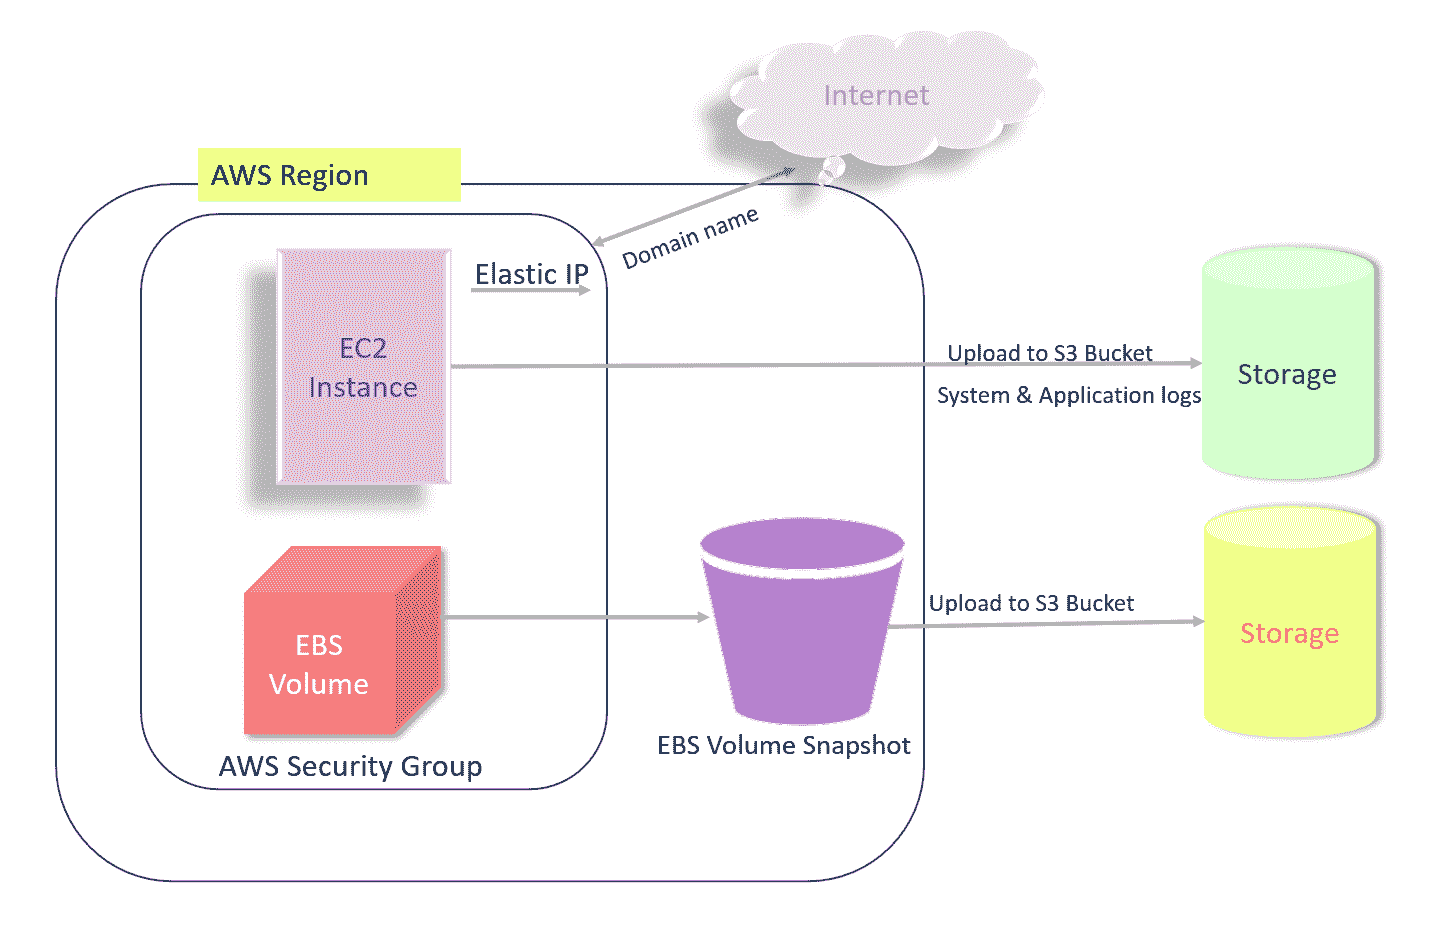 Internet
AWS Region
Domain name
Elastic IP
EC2
Instance
Upload to S3 Bucket
System & Application logs
Storage
EBS
Volume
AWS Security Group
EBS Volume Snapshot
Upload to S3 Bucket
Storage